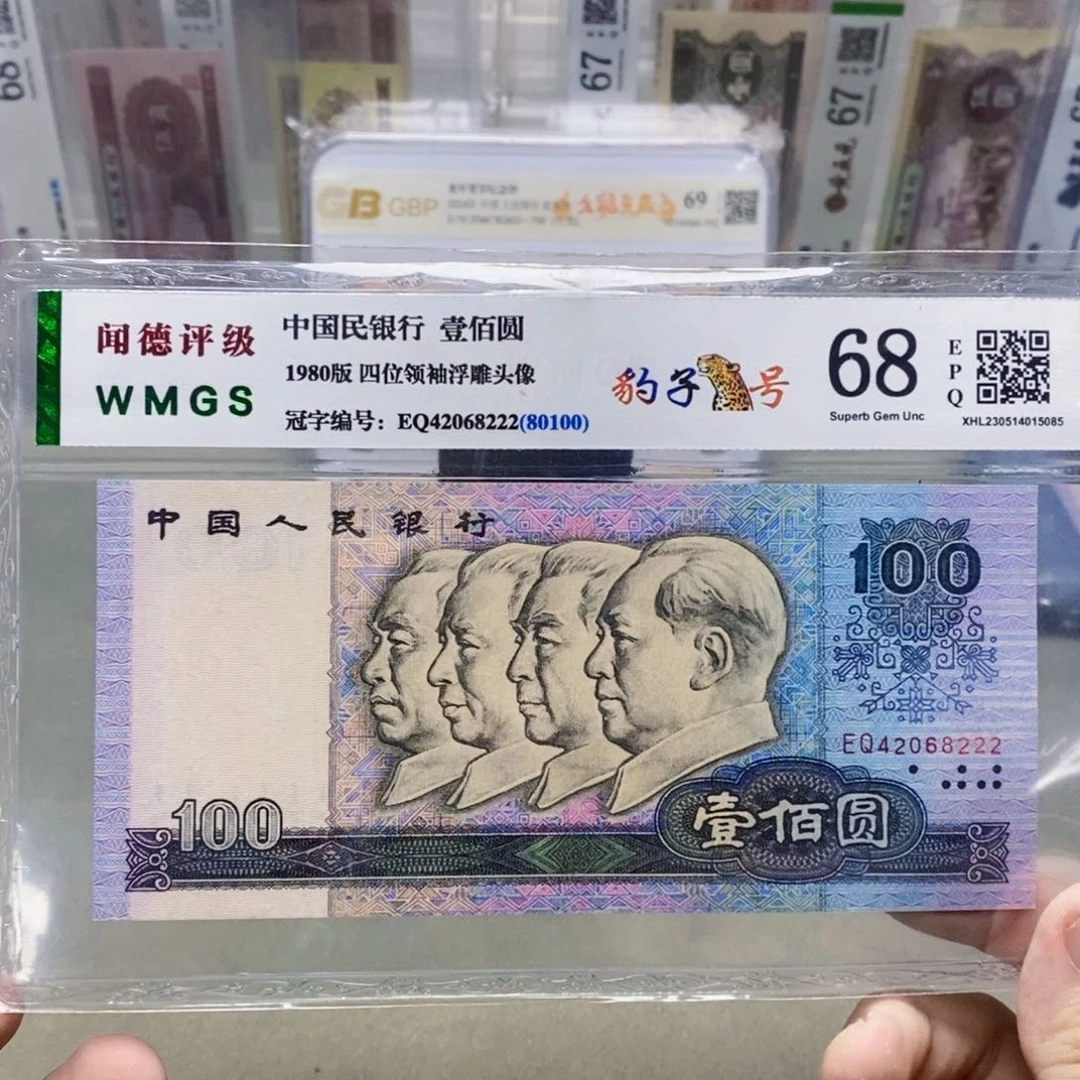 67
67
68
68
GB GBP
69
闻德评级
WMGS
中国民银行 壹佰圆
1980版 四位领袖浮雕头像
冠字编号：EQ42068222(80100)
豹子号
68
Superb Gem Unc
EPQ
XHL230514015085
中国人民银行
100
EQ42068222
100
壹佰圆